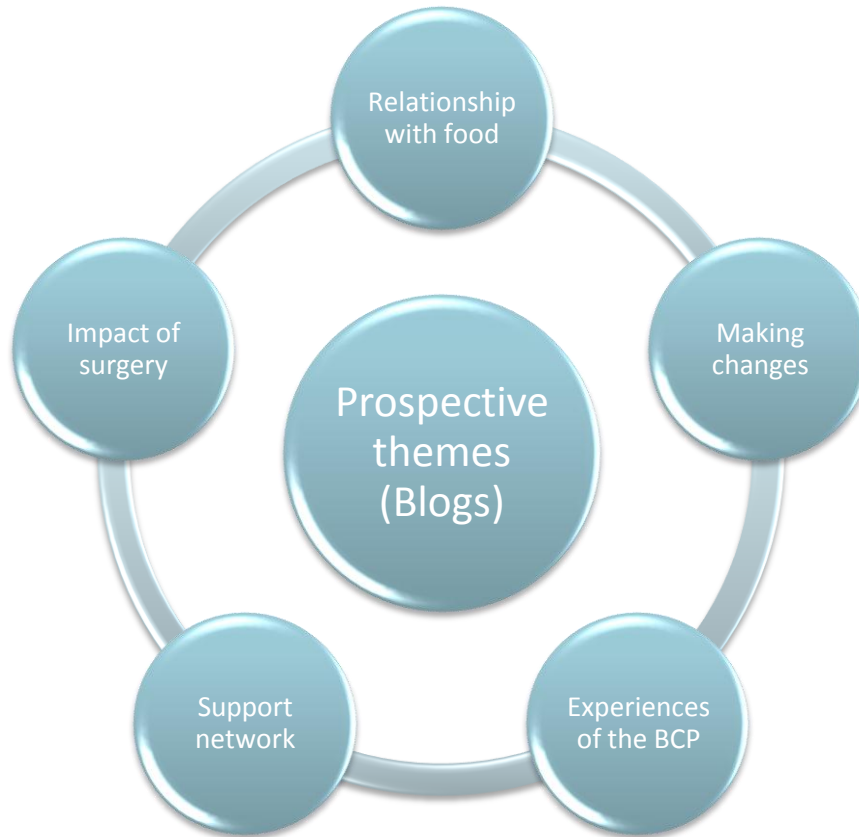 Relationship
with food
Impact of
surgery
Making
changes
Prospective
themes
(Blogs)
Support
network
Experiences
of the BCP